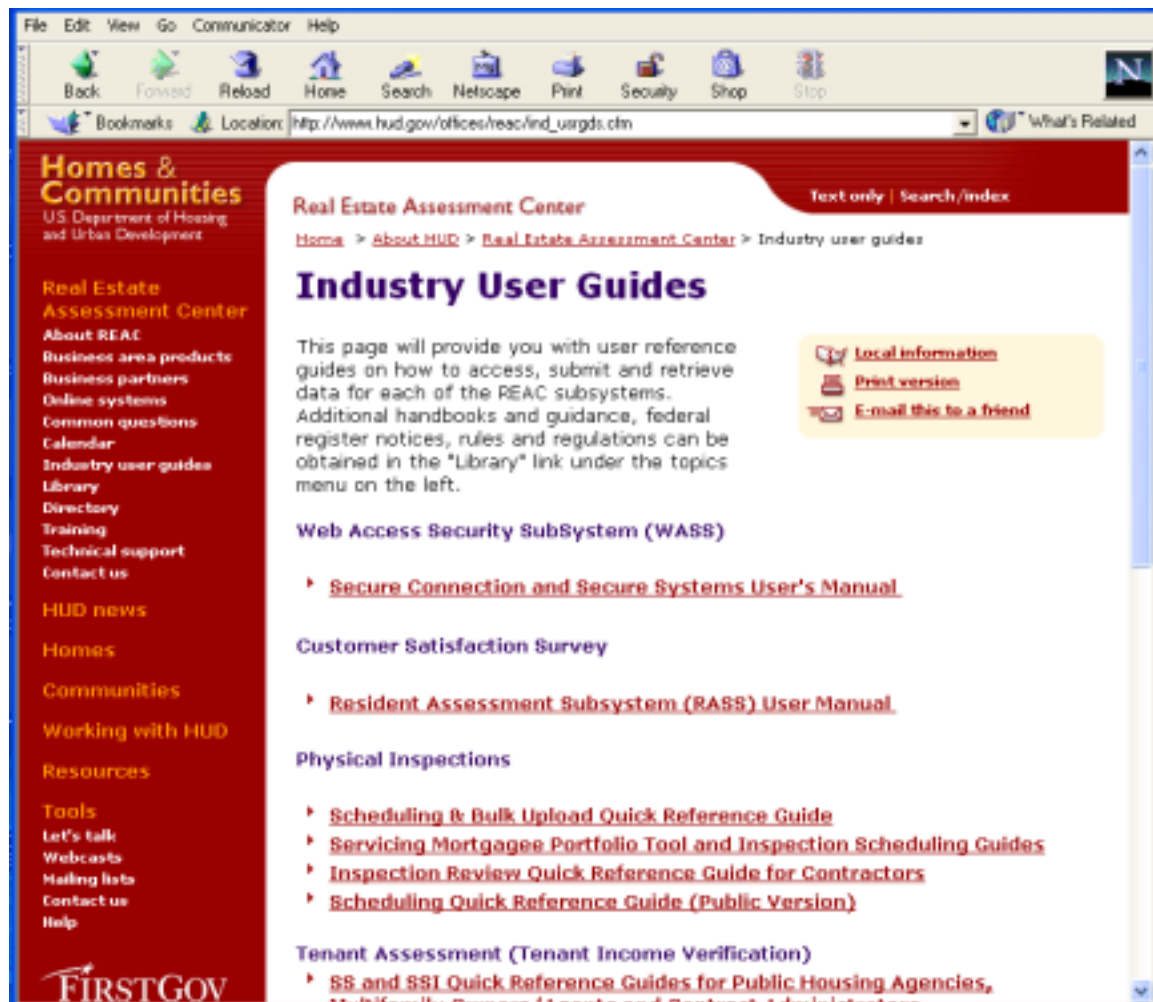 File Edit View Go Communicator Help
Back Forward Reload Home Search Netscape Print Security Shop Stop
N
Bookmarks Location: http://www.hud.gov/offices/reac/ind_usrgds.cfm What's Related
Homes &
Communities
U.S. Department of Housing
and Urban Development
Text only | Search/index
Real Estate Assessment Center
Home > About HUD > Real Estate Assessment Center > Industry user guides
Real Estate
Assessment Center
About REAC
Business area products
Business partners
Online systems
Common questions
Calendar
Industry user guides
Library
Directory
Training
Technical support
Contact us
HUD news
Homes
Communities
Working with HUD
Resources
Tools
Let's talk
Webcasts
Mailing lists
Contact us
Help
FIRSTGOV
Industry User Guides
This page will provide you with user reference
guides on how to access, submit and retrieve
data for each of the REAC subsystems.
Additional handbooks and guidance, federal
register notices, rules and regulations can be
obtained in the "Library" link under the topics
menu on the left.
Local information
Print version
E-mail this to a friend
Web Access Security SubSystem (WASS)
Secure Connection and Secure Systems User's Manual
Customer Satisfaction Survey
Resident Assessment Subsystem (RASS) User Manual
Physical Inspections
Scheduling & Bulk Upload Quick Reference Guide
Servicing Mortgagee Portfolio Tool and Inspection Scheduling Guides
Inspection Review Quick Reference Guide for Contractors
Scheduling Quick Reference Guide (Public Version)
Tenant Assessment (Tenant Income Verification)
SS and SSI Quick Reference Guides for Public Housing Agencies,
Multifamily Owners/Agents and Contract Administrators